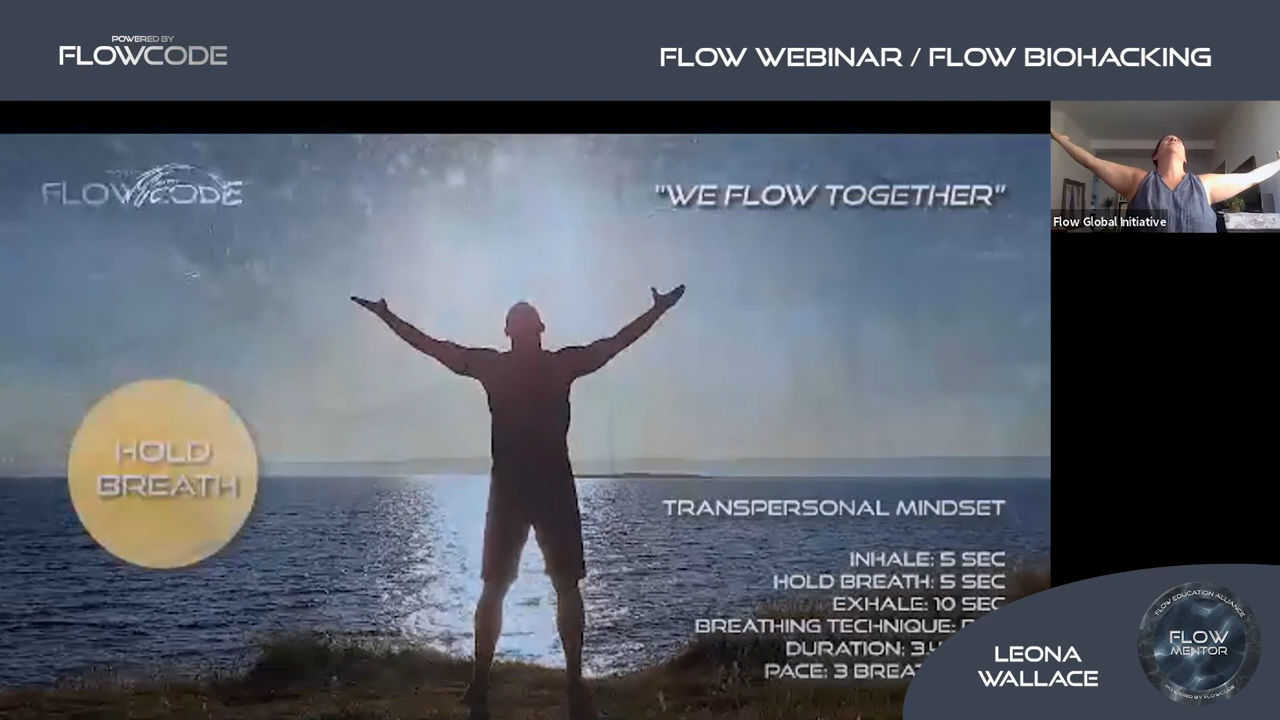 POWERED BY
FLOWCODE
FLOW WEBINAR / FLOW BIOHACKING
FLOWCODE
"WE FLOW TOGETHER"
Flow Global Initiative
HOLD
BREATH
TRANSPERSONAL MINDSET
INHALE: 5 SEC
HOLD BREATH: 5 SEC
EXHALE: 10 SEC
BREATHING TECHNIQUE:
DURATION:
PACE: 3
LEONA
WALLACE
FLOW EDUCATION ALLIANCE
FLOW
MENTOR
POWERED BY FLOWCODE